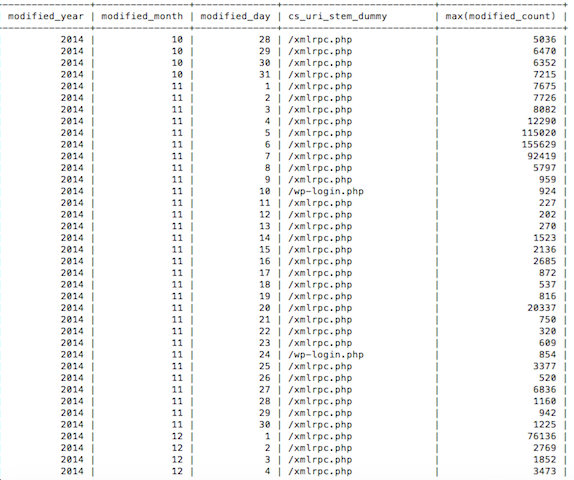 modified_year | modified_month | modified_day | cs_uri_stem_dummy | max(modified_count) |
2014 | 10 | 28 | /xmlrpc.php | 5036 |
2014 | 10 | 29 | /xmlrpc.php | 6470 |
2014 | 10 | 30 | /xmlrpc.php | 6352 |
2014 | 10 | 31 | /xmlrpc.php | 7215 |
2014 | 11 | 1 | /xmlrpc.php | 7675 |
2014 | 11 | 2 | /xmlrpc.php | 7726 |
2014 | 11 | 3 | /xmlrpc.php | 8082 |
2014 | 11 | 4 | /xmlrpc.php | 12290 |
2014 | 11 | 5 | /xmlrpc.php | 115020 |
2014 | 11 | 6 | /xmlrpc.php | 155629 |
2014 | 11 | 7 | /xmlrpc.php | 92419 |
2014 | 11 | 8 | /xmlrpc.php | 5797 |
2014 | 11 | 9 | /xmlrpc.php | 959 |
2014 | 11 | 10 | /wp-login.php | 924 |
2014 | 11 | 11 | /xmlrpc.php | 227 |
2014 | 11 | 12 | /xmlrpc.php | 202 |
2014 | 11 | 13 | /xmlrpc.php | 270 |
2014 | 11 | 14 | /xmlrpc.php | 1523 |
2014 | 11 | 15 | /xmlrpc.php | 2136 |
2014 | 11 | 16 | /xmlrpc.php | 2685 |
2014 | 11 | 17 | /xmlrpc.php | 872 |
2014 | 11 | 18 | /xmlrpc.php | 537 |
2014 | 11 | 19 | /xmlrpc.php | 816 |
2014 | 11 | 20 | /xmlrpc.php | 20337 |
2014 | 11 | 21 | /xmlrpc.php | 750 |
2014 | 11 | 22 | /xmlrpc.php | 320 |
2014 | 11 | 23 | /xmlrpc.php | 609 |
2014 | 11 | 24 | /wp-login.php | 854 |
2014 | 11 | 25 | /xmlrpc.php | 3377 |
2014 | 11 | 26 | /xmlrpc.php | 520 |
2014 | 11 | 27 | /xmlrpc.php | 6836 |
2014 | 11 | 28 | /xmlrpc.php | 1160 |
2014 | 11 | 29 | /xmlrpc.php | 942 |
2014 | 11 | 30 | /xmlrpc.php | 1225 |
2014 | 12 | 1 | /xmlrpc.php | 76136 |
2014 | 12 | 2 | /xmlrpc.php | 2769 |
2014 | 12 | 3 | /xmlrpc.php | 1852 |
2014 | 12 | 4 | /xmlrpc.php | 3473 |